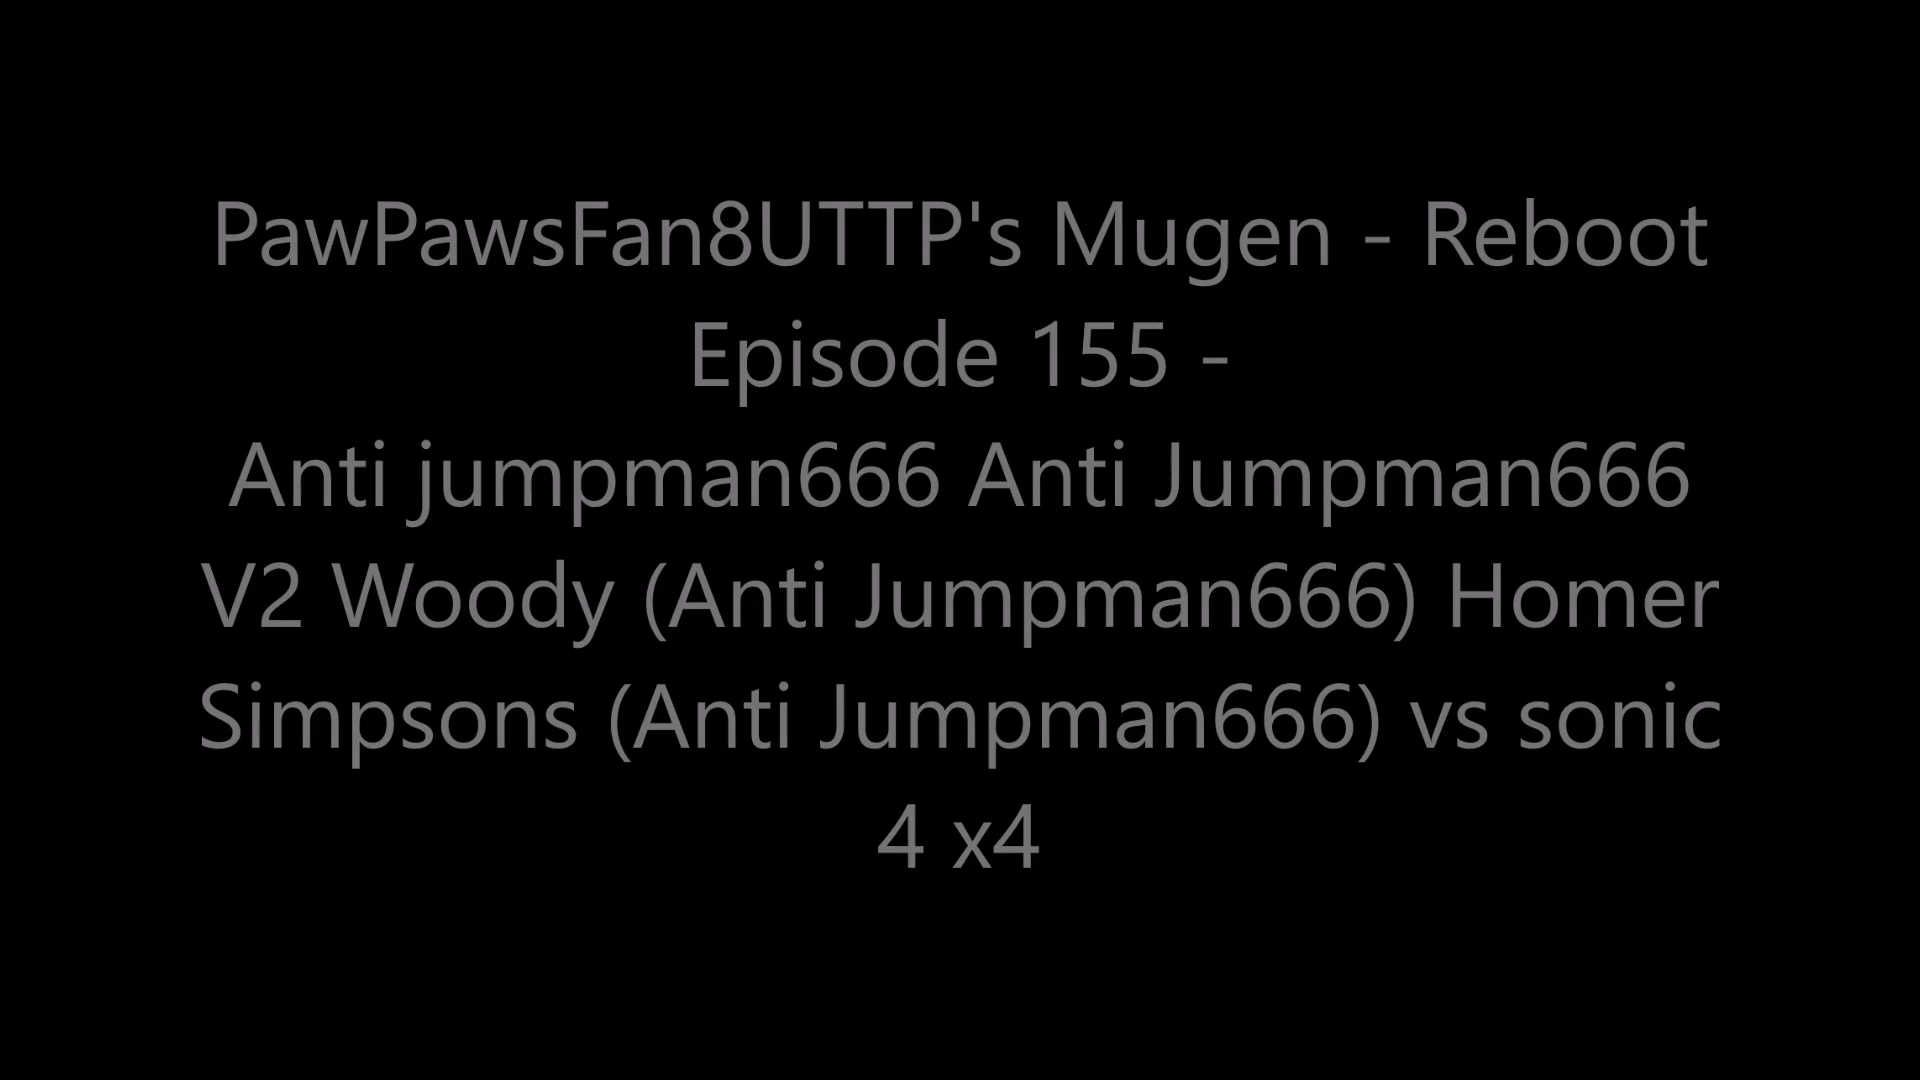 PawPawsFan8UTTP's Mugen - Reboot
Episode 155 -
Anti jumpman666 Anti Jumpman666
V2 Woody (Anti Jumpman666) Homer
Simpsons (Anti Jumpman666) vs sonic
4 x4